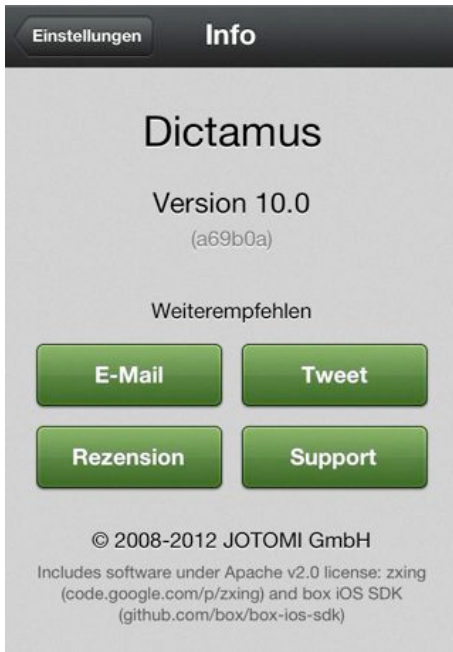 Einstellungen Info
Dictamus
Version 10.0
(a69b0a)
Weiterempfehlen
E-Mail Tweet
Rezension Support
© 2008-2012 JOTOMI GmbH
Includes software under Apache v2.0 license: zxing
(code.google.com/p/zxing) and box iOS SDK
(github.com/box/box-ios-sdk)